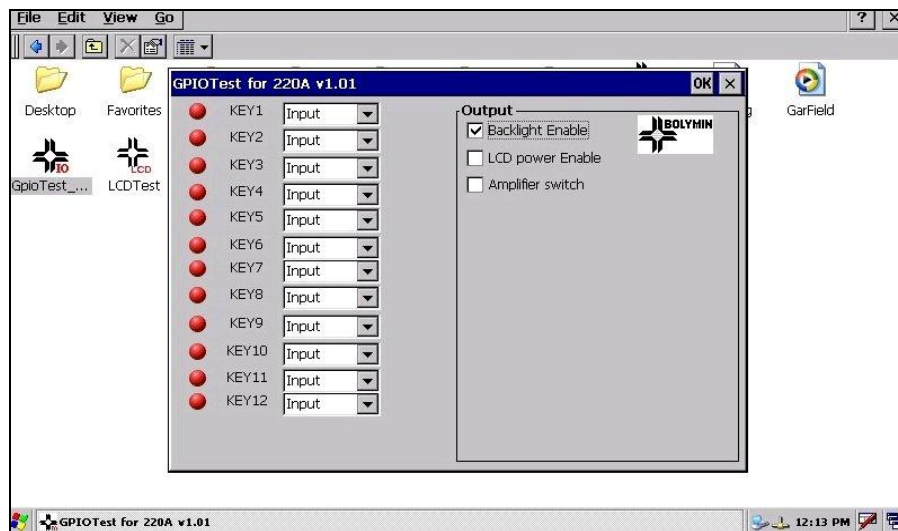 File Edit View Go
?
GPIOTest for 220A v1.01
OK
Desktop
Favorites
GarField
IO
GpioTest_...
LCD
LCDTest
KEY1 Input
KEY2 Input
KEY3 Input
KEY4 Input
KEY5 Input
KEY6 Input
KEY7 Input
KEY8 Input
KEY9 Input
KEY10 Input
KEY11 Input
KEY12 Input
Output
Backlight Enable
LCD power Enable
Amplifier switch
BOLYMIN
GPIOTest for 220A v1.01
12:13 PM